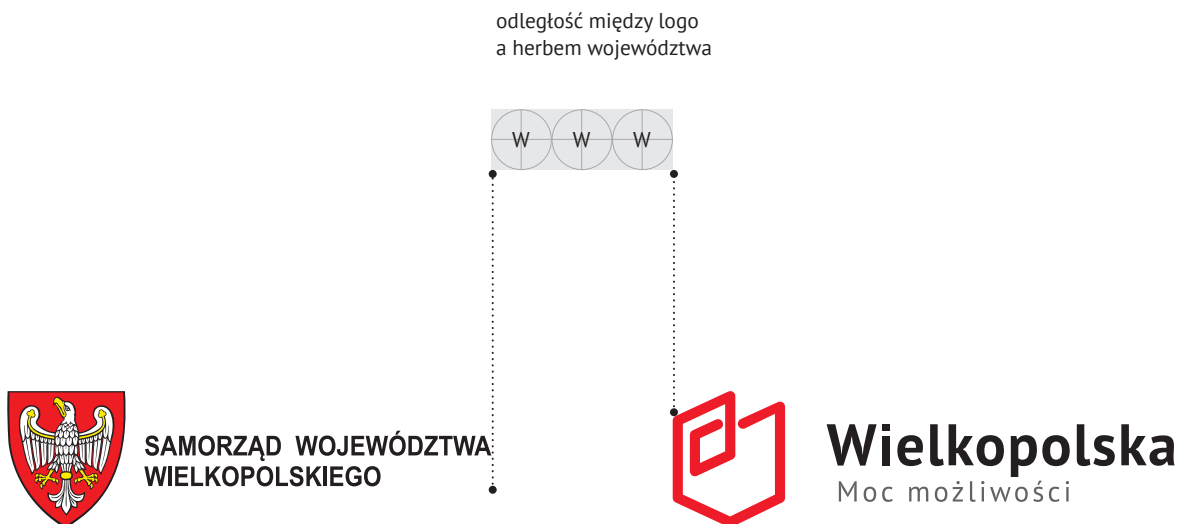 odległość między logo
a herbem województwa
W W W
SAMORZĄD WOJEWÓDZTWA
WIELKOPOLSKIEGO
Wielkopolska
Moc możliwości